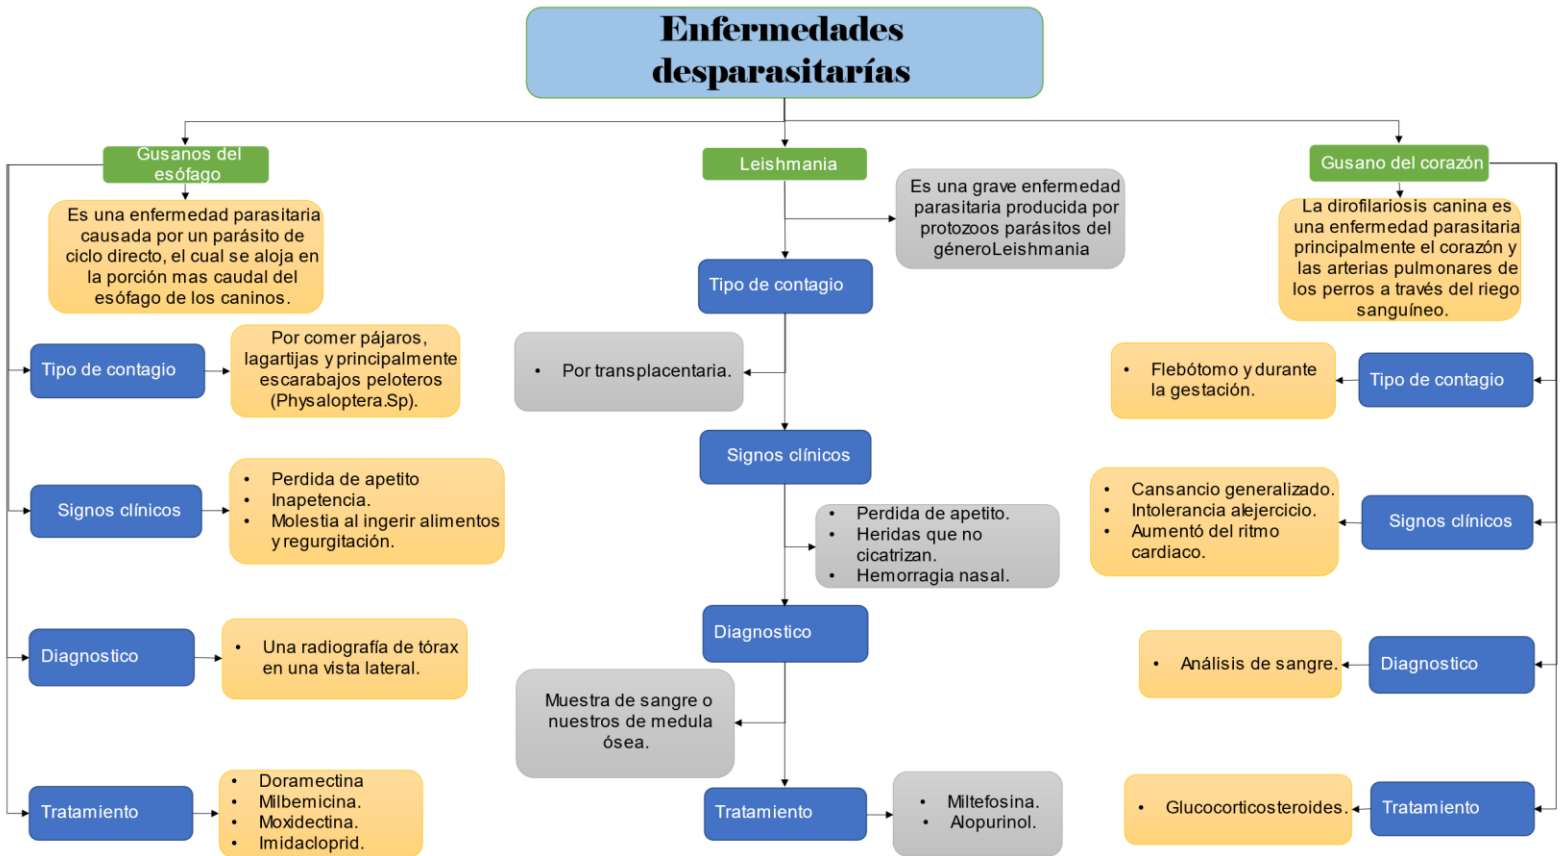 Enfermedades
desparasitarías
Gusanos del
esófago
Es una enfermedad parasitaria
causada por un parásito de
ciclo directo, el cual se aloja en
la porción mas caudal del
esófago de los caninos.
Tipo de contagio
Por comer pájaros,
lagartijas y principalmente
escarabajos peloteros
(Physaloptera.Sp).
Signos clínicos
• Perdida de apetito
• Inapetencia.
• Molestia al ingerir alimentos
y regurgitación.
Diagnostico
• Una radiografía de tórax
en una vista lateral.
Tratamiento
• Doramectina
• Milbemicina.
• Moxidectina.
• Imidacloprid.
Leishmania
Es una grave enfermedad
parasitaria producida por
protozoos parásitos del
géneroLeishmania
Tipo de contagio
• Por transplacentaria.
Signos clínicos
• Perdida de apetito.
• Heridas que no
cicatrizan.
• Hemorragia nasal.
Diagnostico
Muestra de sangre o
nuestros de medula
ósea.
Tratamiento
• Miltefosina.
• Alopurinol.
Gusano del corazón
La dirofilariosis canina es
una enfermedad parasitaria
principalmente el corazón y
las arterias pulmonares de
los perros a través del riego
sanguíneo.
Tipo de contagio
• Flebótomo y durante
la gestación.
Signos clínicos
• Cansancio generalizado.
• Intolerancia alejercicio.
• Aumentó del ritmo
cardiaco.
Diagnostico
• Análisis de sangre.
Tratamiento
• Glucocorticosteroides.